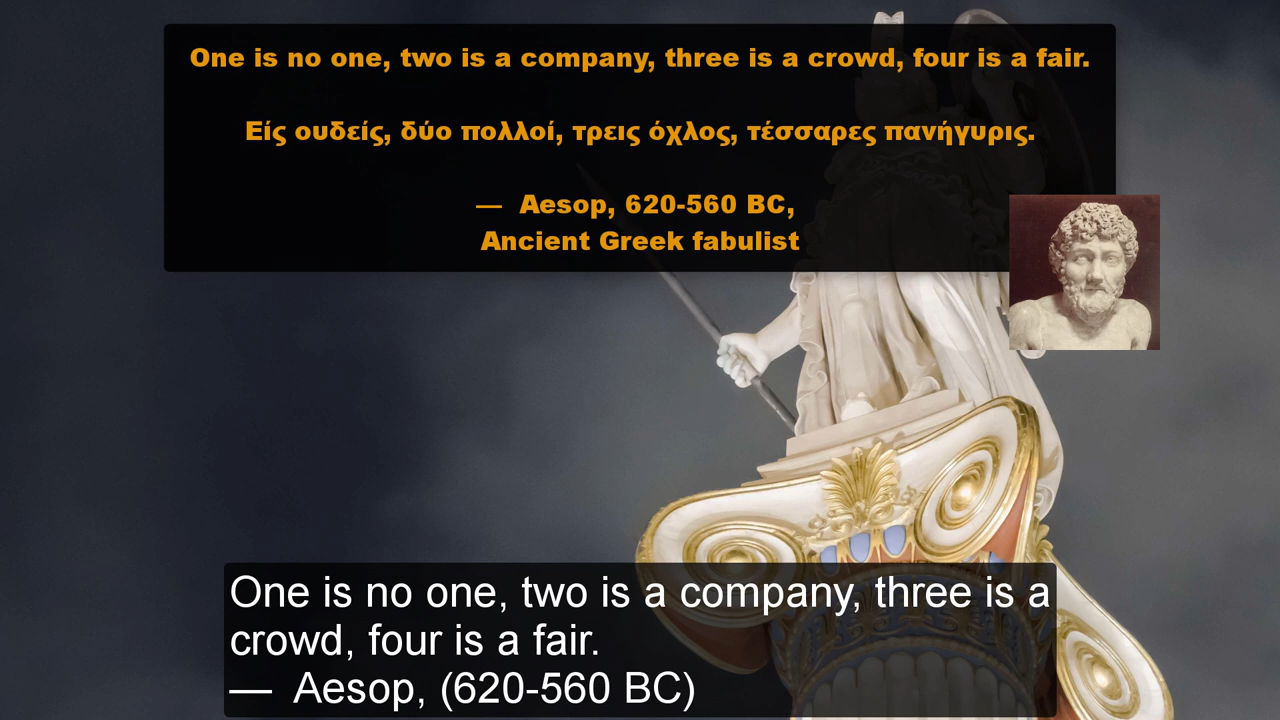 One is no one, two is a company, three is a crowd, four is a fair.
Είς ουδείς, δύο πολλοί, τρεις όχλος, τέσσαρες πανήγυρις.
— Aesop, 620-560 BC,
Ancient Greek fabulist
One is no one, two is a company, three is a
crowd, four is a fair.
— Aesop, (620-560 BC)